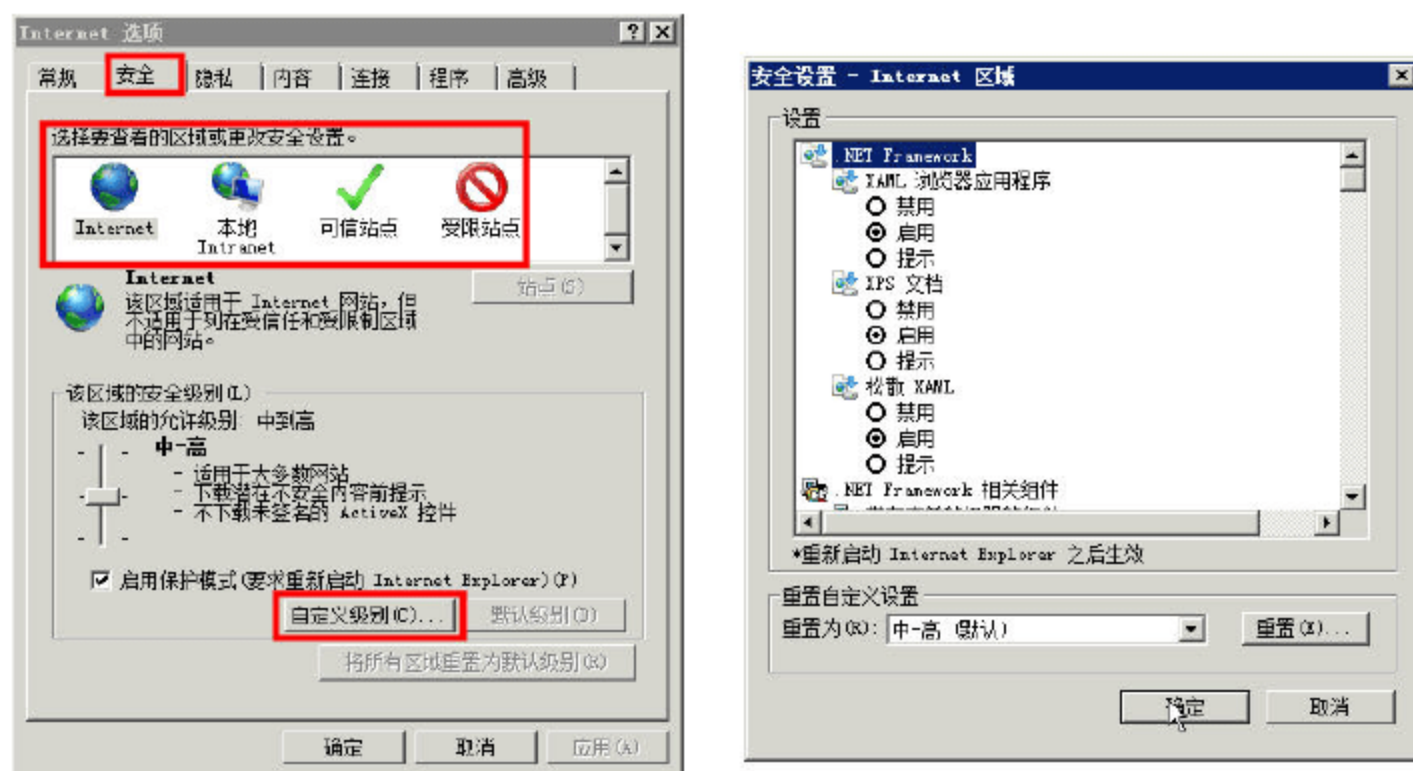 Internet 选项
常规 安全 隐私 内容 连接 程序 高级
选择要查看的区域或更改安全设置。
Internet
本地
Intranet
可信站点
受限站点
Internet
该区域适用于 Internet 网站，但
不适用于列在受信任和受限制区域
中的网站。
站点(S)
该区域的安全级别(L)
该区域的允许级别: 中到高
中-高
- 适用于大多数网站
- 下载潜在不安全内容前提示
- 不下载未签名的 ActiveX 控件
启用保护模式(要求重新启动 Internet Explorer)(P)
自定义级别(C)... 默认级别(D)
将所有区域重置为默认级别(R)
确定 取消 应用(A)
安全设置 - Internet 区域
设置
.NET Framework
XAML 浏览器应用程序
禁用
启用
提示
XPS 文档
禁用
启用
提示
松散 XAML
禁用
启用
提示
.NET Framework 相关组件
*重新启动 Internet Explorer 之后生效
重置自定义设置
重置为(R): 中-高 (默认) 重置(E)...
确定 取消